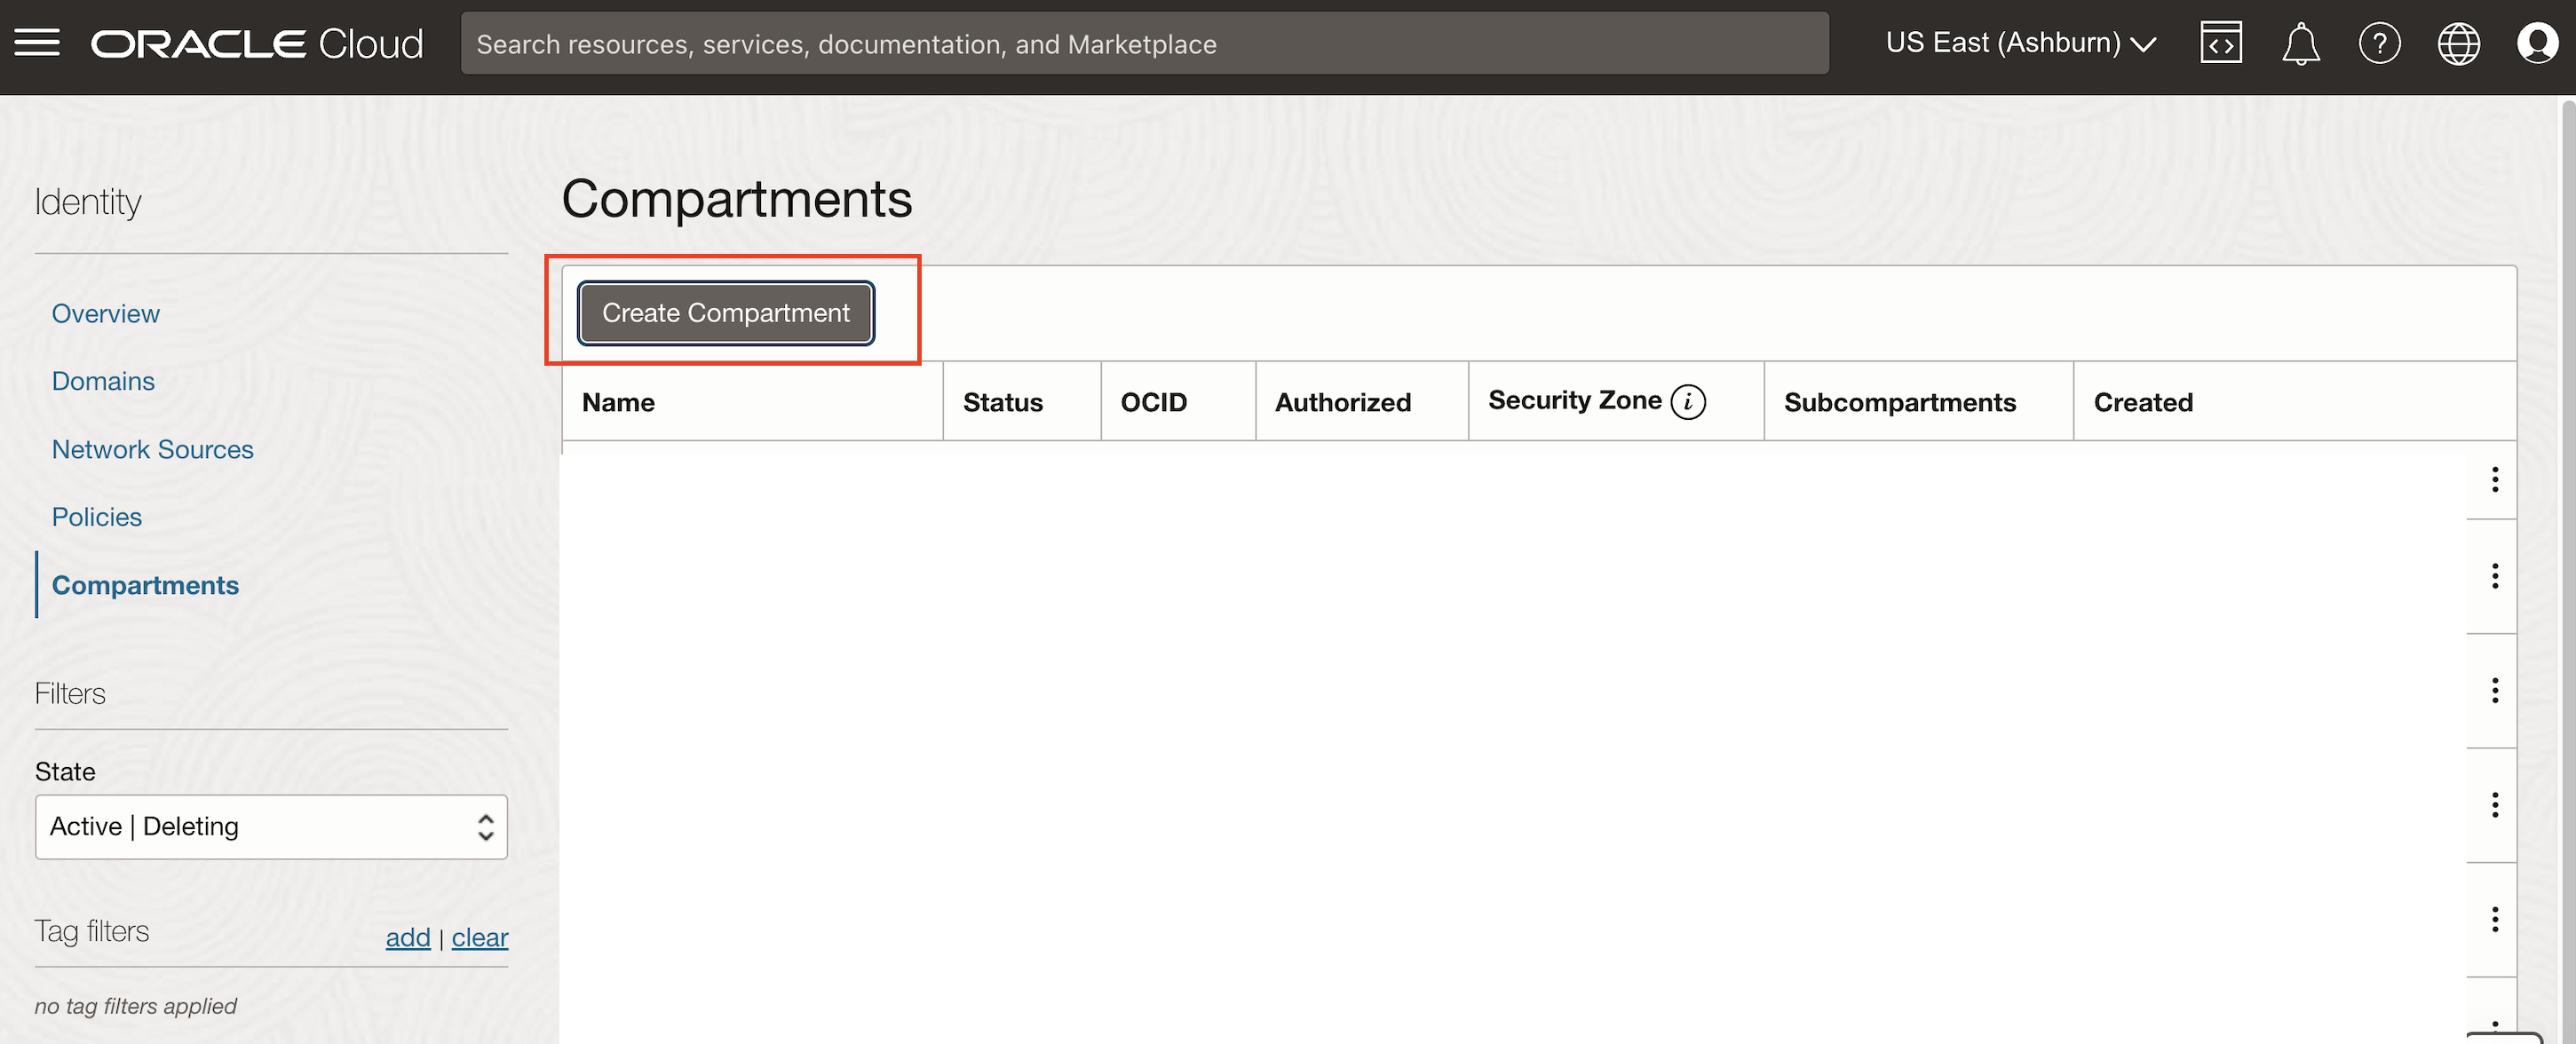 ORACLE Cloud
Search resources, services, documentation, and Marketplace
US East (Ashburn)
Identity
Overview
Domains
Network Sources
Policies
Compartments
Filters
State
Active | Deleting
Tag filters
add | clear
no tag filters applied
Compartments
Create Compartment
Name Status OCID Authorized Security Zone i Subcompartments Created